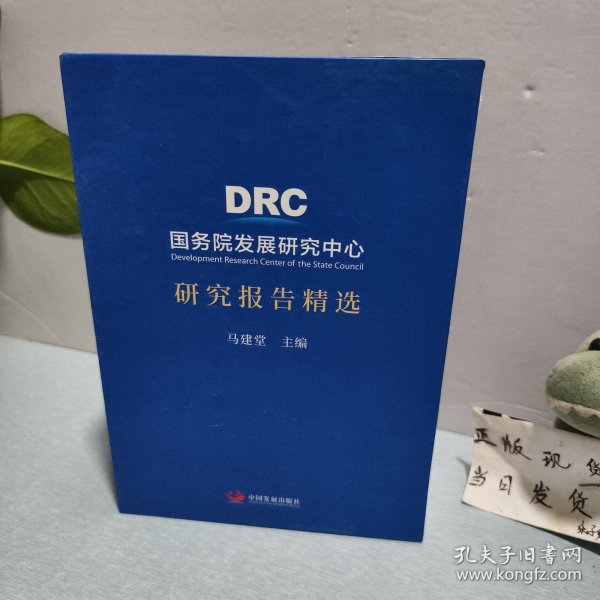 DRC
国务院发展研究中心
Development Research Center of the State Council
研究报告精选
马建堂 主编
中国发展出版社
正版现货
当日发货
孔夫子旧书网
www.kongfz.com